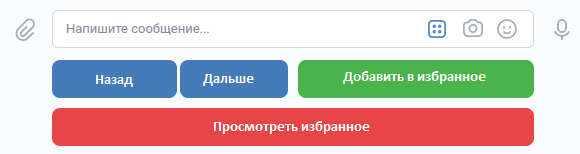 Напишите сообщение...
Назад Дальше Добавить в избранное
Просмотреть избранное